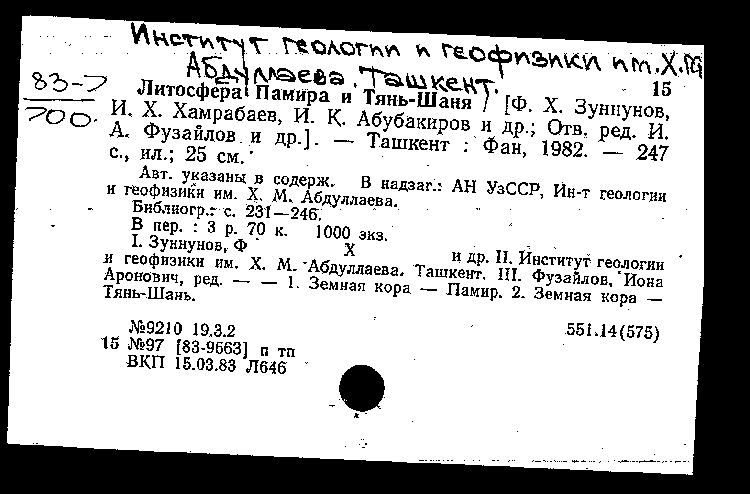 Институт геологии и геофизики им. Х.
Абдуллаева. Ташкент.
83-7
700.
15
Литосфера Памира и Тянь-Шаня / [Ф. Х. Зуннунов,
И. Х. Хамрабаев, И. К. Абубакиров и др.; Отв. ред. И.
А. Фузайлов и др.]. — Ташкент : Фан, 1982. — 247
с., ил.; 25 см.
Авт. указаны в содерж. В надзаг.: АН УзССР, Ин-т геологии
и геофизики им. Х. М. Абдуллаева.
Библиогр.: с. 231—246.
В пер. : 3 р. 70 к. 1000 экз.
I. Зуннунов, Ф Х и др. II. Институт геологии
и геофизики им. Х. М. Абдуллаева. Ташкент. III. Фузайлов, Иона
Аронович, ред. — — 1. Земная кора — Памир. 2. Земная кора —
Тянь-Шань.
№9210 19.3.2 551.14(575)
15 №97 [83-9663] п тп
ВКП 15.03.83 Л646